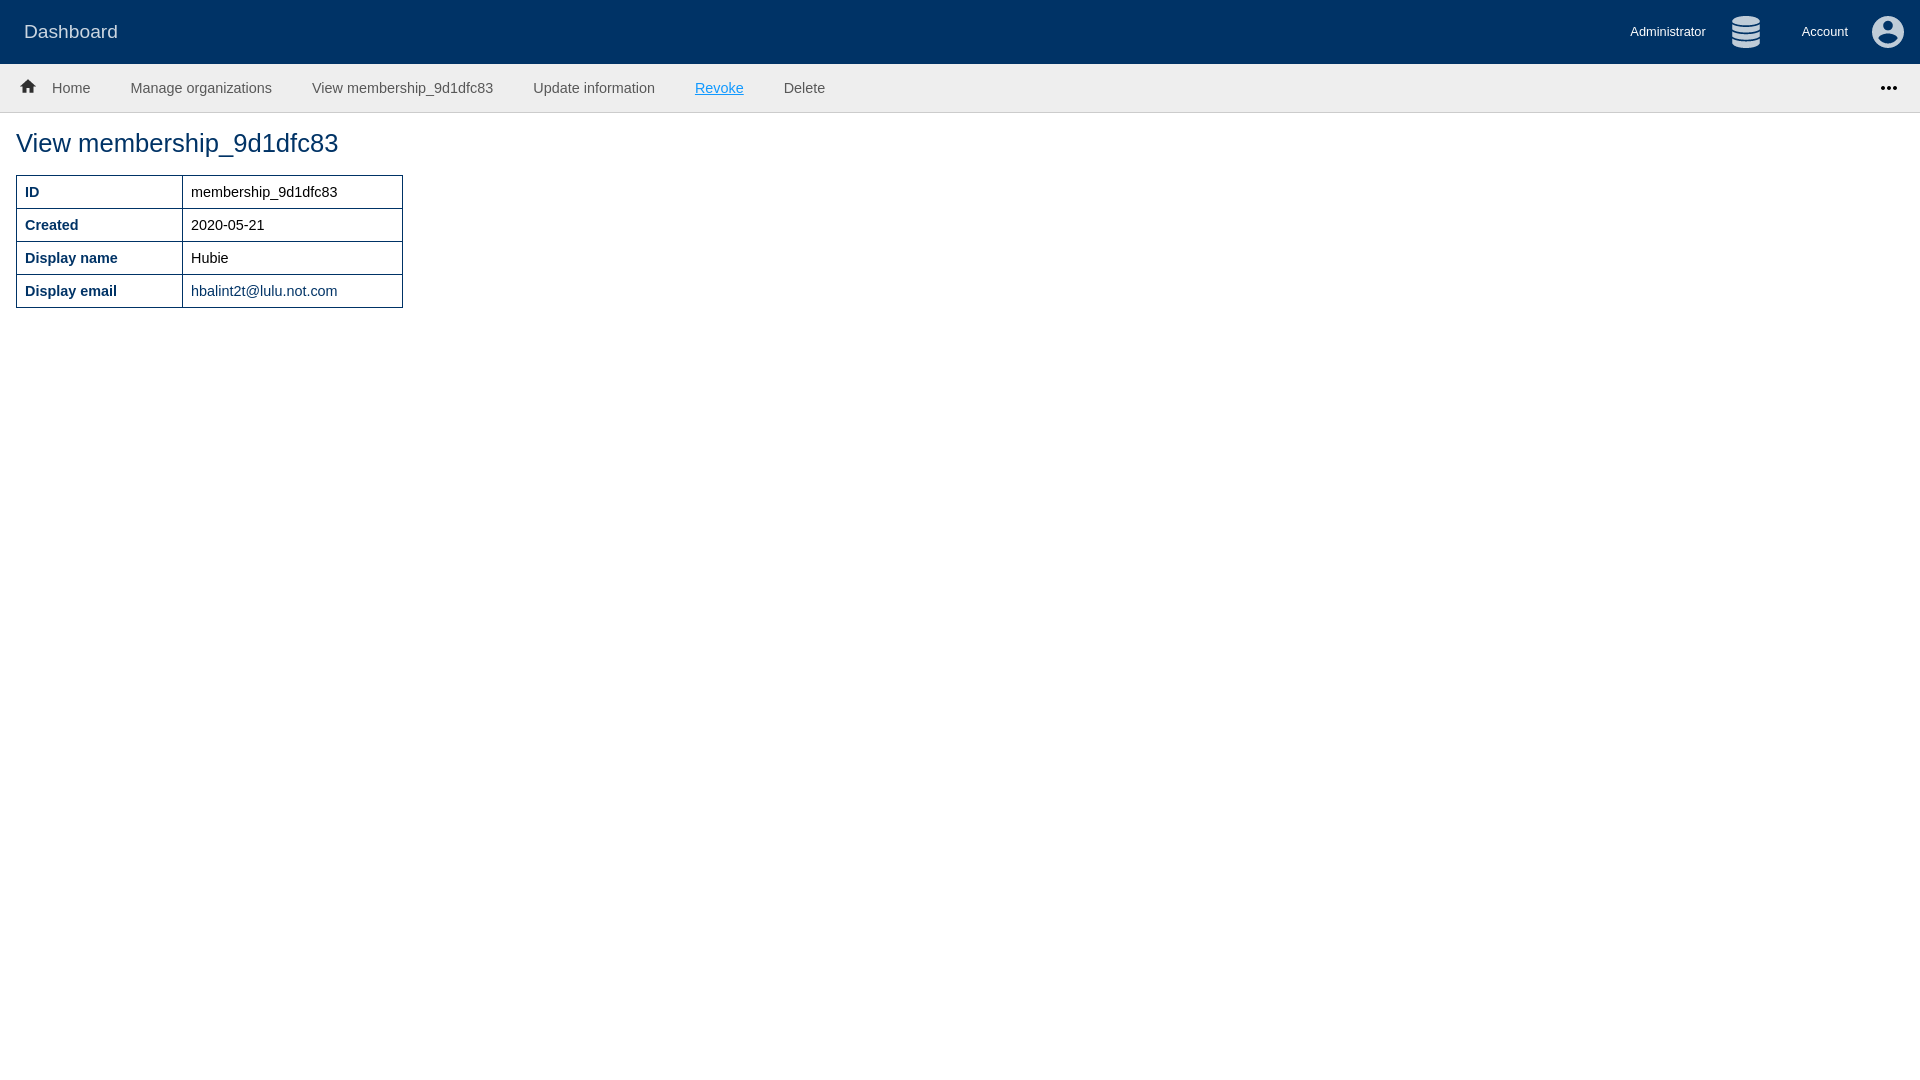 Dashboard
Administrator
Account
Home
Manage organizations
View membership_9d1dfc83
Update information
Revoke
Delete
View membership_9d1dfc83
ID membership_9d1dfc83
Created 2020-05-21
Display name Hubie
Display email hbalint2t@lulu.not.com